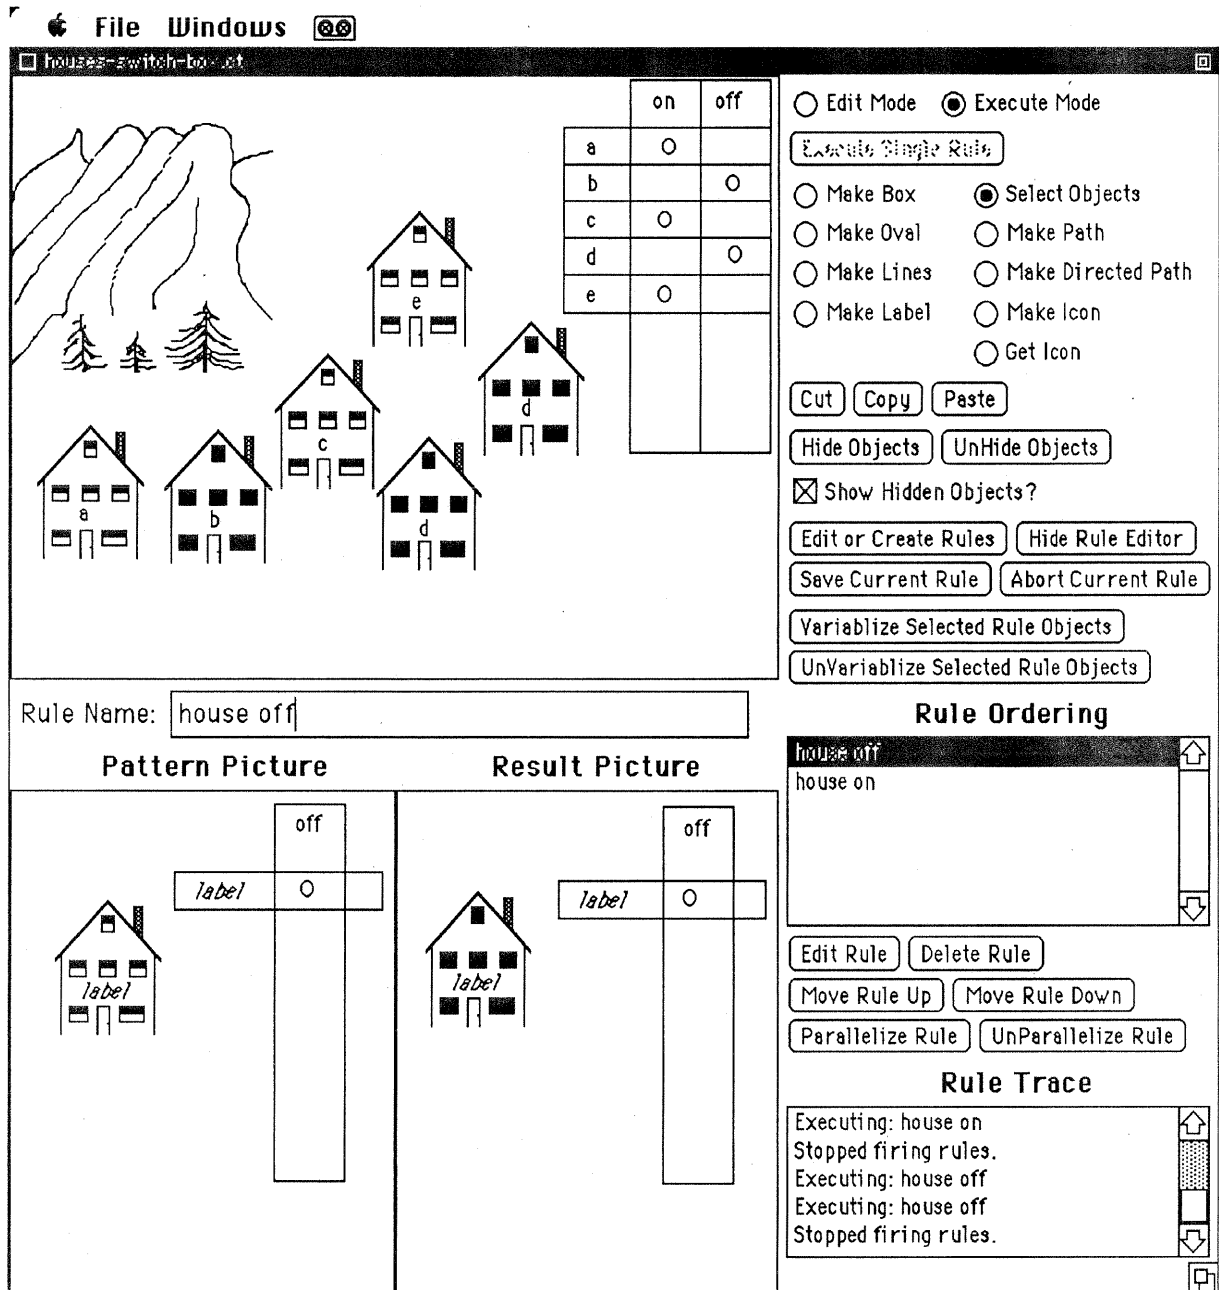 File Windows
houses-switch-box.ct
on off
a
b
c
d
e
e
d
c
a
b
d
Edit Mode Execute Mode
Execute Single Rule
Make Box Select Objects
Make Oval Make Path
Make Lines Make Directed Path
Make Label Make Icon
Get Icon
Cut Copy Paste
Hide Objects UnHide Objects
Show Hidden Objects?
Edit or Create Rules Hide Rule Editor
Save Current Rule Abort Current Rule
Variablize Selected Rule Objects
UnVariablize Selected Rule Objects
Rule Name: house off
Pattern Picture Result Picture
off
label
label
off
label
label
Rule Ordering
house off
house on
Edit Rule Delete Rule
Move Rule Up Move Rule Down
Parallelize Rule UnParallelize Rule
Rule Trace
Executing: house on
Stopped firing rules.
Executing: house off
Executing: house off
Stopped firing rules.